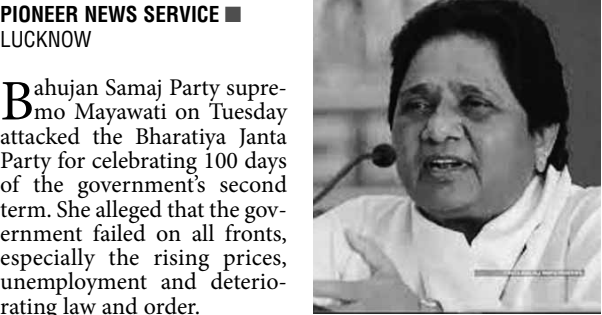 PIONEER NEWS SERVICE ■
LUCKNOW
Bahujan Samaj Party supre-
mo Mayawati on Tuesday
attacked the Bharatiya Janta
Party for celebrating 100 days
of the government's second
term. She alleged that the gov-
ernment failed on all fronts,
especially the rising prices,
unemployment and deterio-
rating law and order.